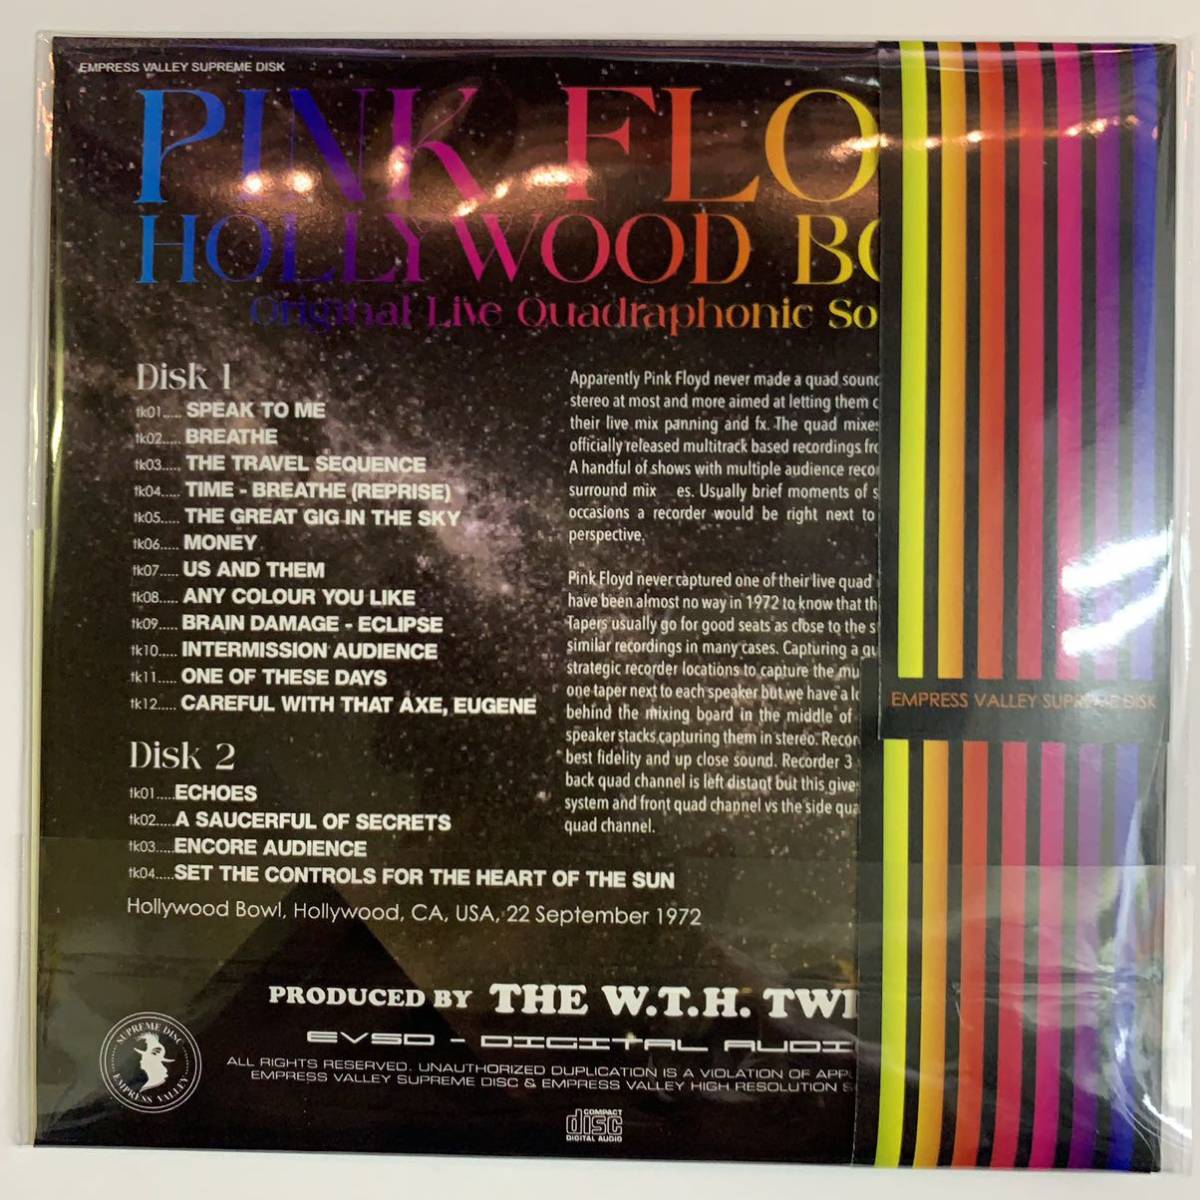 EMPRESS VALLEY SUPREME DISK
PINK FLO
HOLLYWOOD BO
Original Live Quadraphonic So
Disk 1
tk01..... SPEAK TO ME
tk02..... BREATHE
tk03..... THE TRAVEL SEQUENCE
tk04..... TIME - BREATHE (REPRISE)
tk05..... THE GREAT GIG IN THE SKY
tk06..... MONEY
tk07..... US AND THEM
tk08..... ANY COLOUR YOU LIKE
tk09..... BRAIN DAMAGE - ECLIPSE
tk10..... INTERMISSION AUDIENCE
tk11..... ONE OF THESE DAYS
tk12..... CAREFUL WITH THAT AXE, EUGENE
Disk 2
tk01.....ECHOES
tk02.....A SAUCERFUL OF SECRETS
tk03.....ENCORE AUDIENCE
tk04.....SET THE CONTROLS FOR THE HEART OF THE SUN
Hollywood Bowl, Hollywood, CA, USA, 22 September 1972
Apparently Pink Floyd never made a quad sound
stereo at most and more aimed at letting them
their live mix panning and fx. The quad mixes
officially released multitrack based recordings
A handful of shows with multiple audience
surround mix es. Usually brief moments of
occasions a recorder would be right next to
perspective.
Pink Floyd never captured one of their live quad
have been almost no way in 1972 to know that
Tapers usually go for good seats as close to the
similar recordings in many cases. Capturing a
strategic recorder locations to capture the
one taper next to each speaker but we have a
behind the mixing board in the middle of
speaker stacks capturing them in stereo.
best fidelity and up close sound. Recorder 3
back quad channel is left distant but this
system and front quad channel vs the side
quad channel.
EMPRESS VALLEY SUPREME DISK
PRODUCED BY THE W.T.H. TWI
EVSD - DIGITAL AUDI
ALL RIGHTS RESERVED. UNAUTHORIZED DUPLICATION IS A VIOLATION OF
EMPRESS VALLEY SUPREME DISC & EMPRESS VALLEY HIGH RESOLUTION
SUPREME DISC
EMPRESS VALLEY
COMPACT
disc
DIGITAL AUDIO